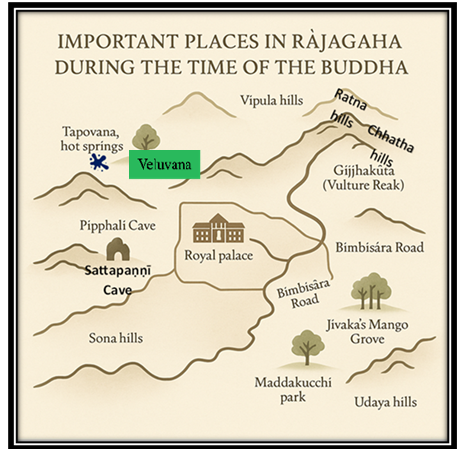 IMPORTANT PLACES IN RÀJAGAHA
DURING THE TIME OF THE BUDDHA
Vipula hills
Ratna
hills
Chhatha
hills
Tapovana,
hot springs
Veluvana
Gijjhakūta
(Vulture Reak)
Pipphali Cave
Royal palace
Bimbisára Road
Sattapaṇṇī
Cave
Bimbisâra
Road
Jivaka's Mango
Grove
Sona hills
Maddakucchi
park
Udaya hills